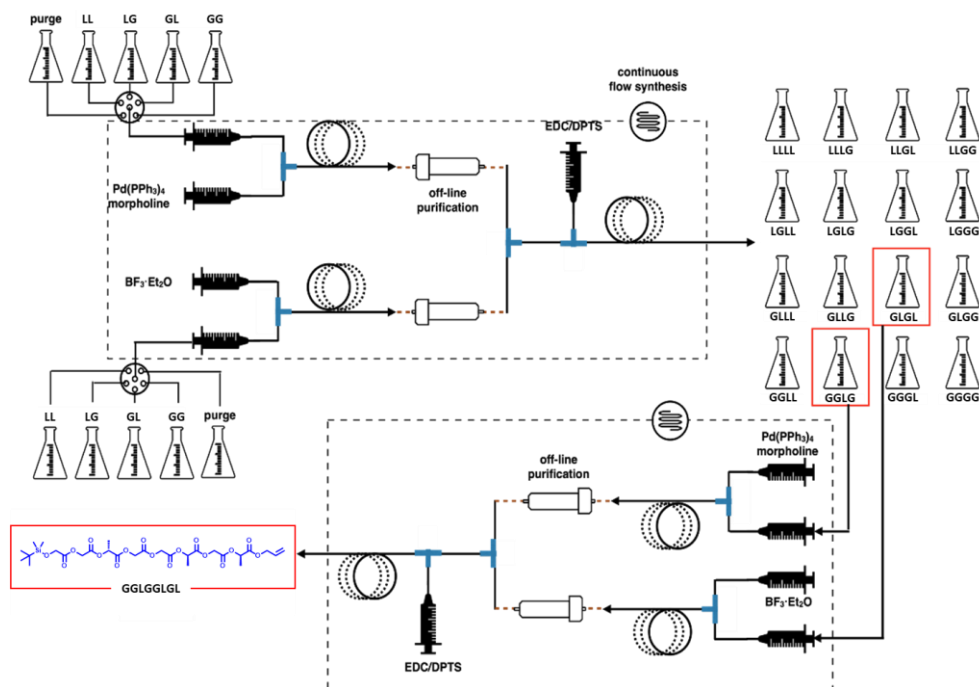 purge LL LG GL GG
continuous
flow synthesis
EDC/DPTS
Pd(PPh3)4
morpholine
off-line
purification
BF3·Et2O
LL LG GL GG purge
LLLL LLLG LLGL LLGG
LGLL LGLG LGGL LGGG
GLLL GLLG GLGL GLGG
GGLL GGLG GGGL GGGG
Pd(PPh3)4
morpholine
off-line
purification
BF3·Et2O
EDC/DPTS
Si O O O O O O O O O O O O O O O O O
GGLGGLGL